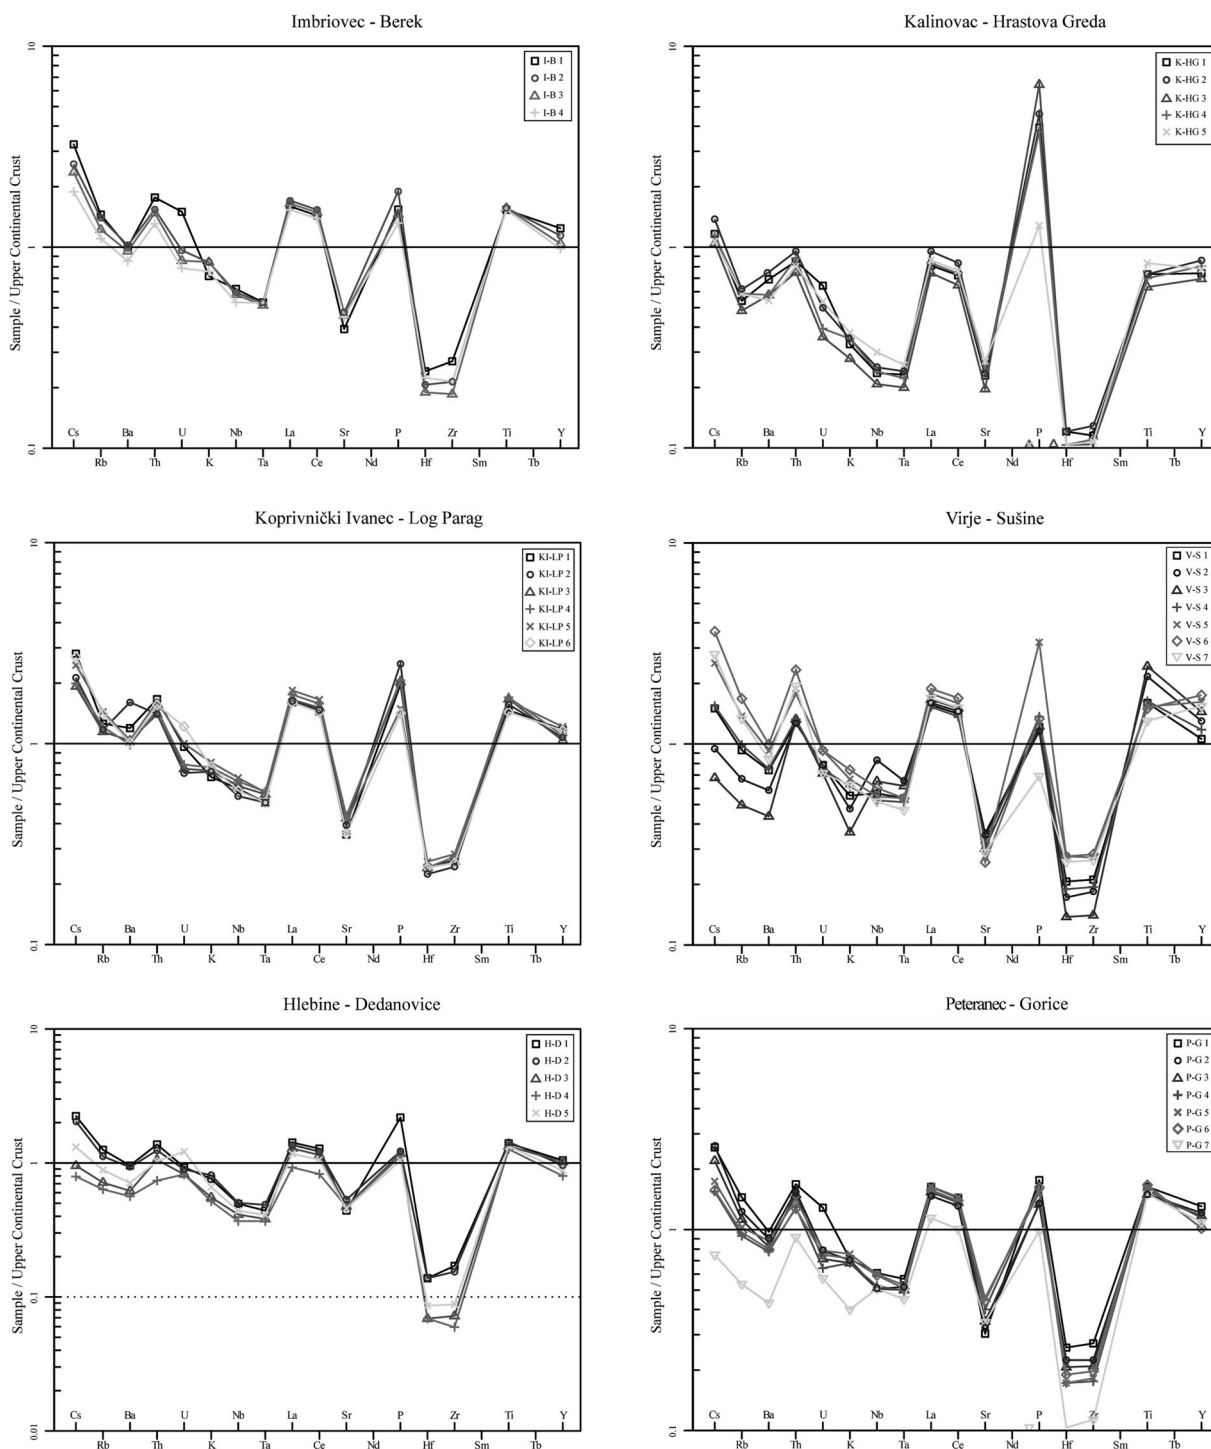 Imbriovec - Berek
Sample / Upper Continental Crust
10
1
0.1
I-B 1
I-B 2
I-B 3
I-B 4
Cs Ba U Nb La Sr P Zr Ti Y
Rb Th K Ta Ce Nd Hf Sm Tb
Kalinovac - Hrastova Greda
Sample / Upper Continental Crust
10
1
0.1
K-HG 1
K-HG 2
K-HG 3
K-HG 4
K-HG 5
Cs Ba U Nb La Sr P Zr Ti Y
Rb Th K Ta Ce Nd Hf Sm Tb
Koprivnički Ivanec - Log Parag
Sample / Upper Continental Crust
10
1
0.1
KI-LP 1
KI-LP 2
KI-LP 3
KI-LP 4
KI-LP 5
KI-LP 6
Cs Ba U Nb La Sr P Zr Ti Y
Rb Th K Ta Ce Nd Hf Sm Tb
Virje - Sušine
Sample / Upper Continental Crust
10
1
0.1
V-S 1
V-S 2
V-S 3
V-S 4
V-S 5
V-S 6
V-S 7
Cs Ba U Nb La Sr P Zr Ti Y
Rb Th K Ta Ce Nd Hf Sm Tb
Hlebine - Dedanovice
Sample / Upper Continental Crust
10
1
0.1
0.01
H-D 1
H-D 2
H-D 3
H-D 4
H-D 5
Cs Ba U Nb La Sr P Zr Ti Y
Rb Th K Ta Ce Nd Hf Sm Tb
Peteranec - Gorice
Sample / Upper Continental Crust
10
1
0.1
P-G 1
P-G 2
P-G 3
P-G 4
P-G 5
P-G 6
P-G 7
Cs Ba U Nb La Sr P Zr Ti Y
Rb Th K Ta Ce Nd Hf Sm Tb